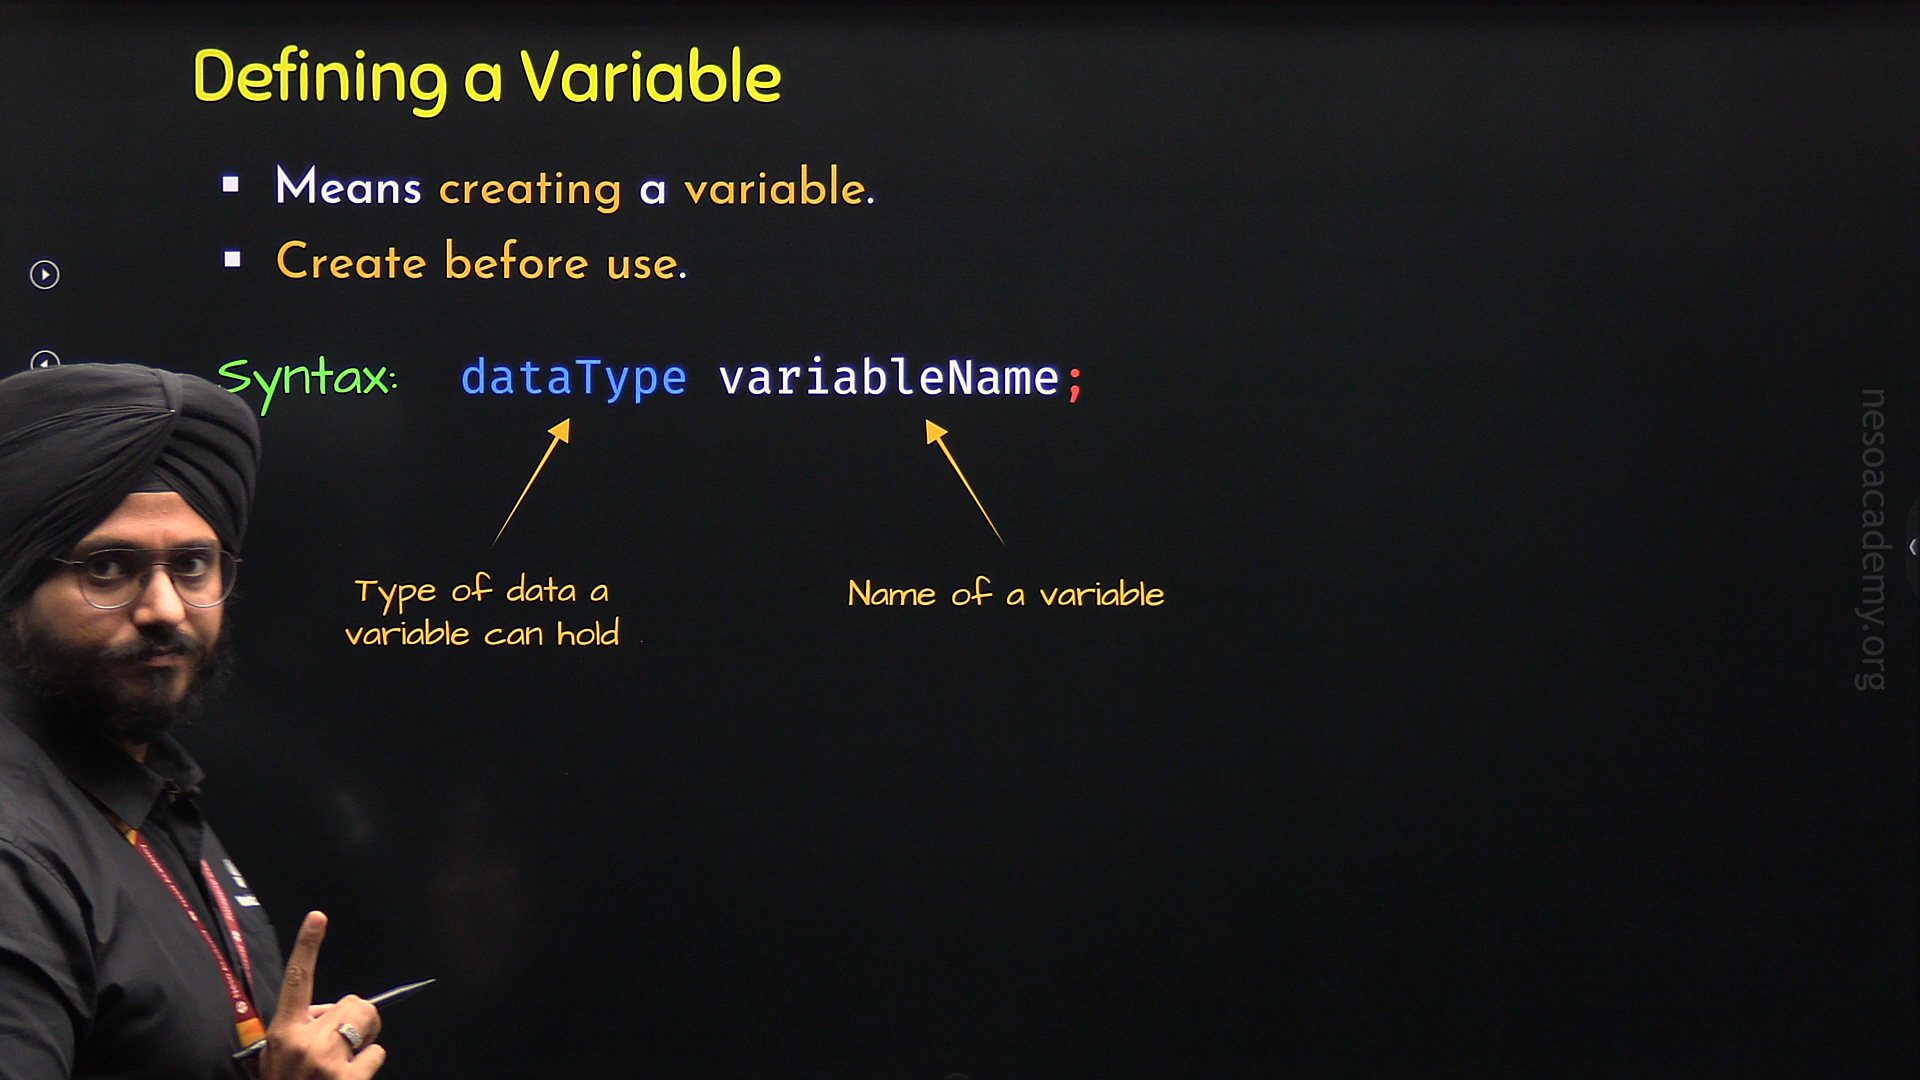 Defining a Variable
Means creating a variable.
Create before use.
Syntax: dataType variableName;
Type of data a
variable can hold
Name of a variable
nesoacademy.org